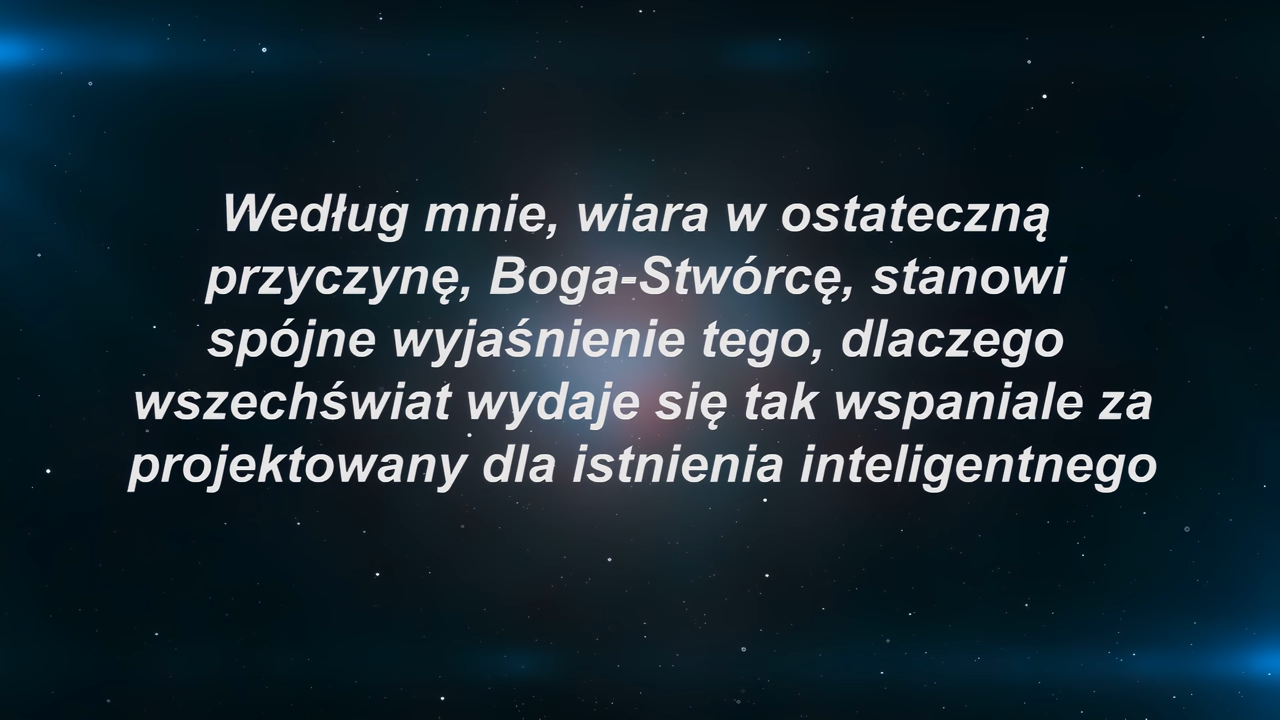 Według mnie, wiara w ostateczną
przyczynę, Boga-Stwórcę, stanowi
spójne wyjaśnienie tego, dlaczego
wszechświat wydaje się tak wspaniale za
projektowany dla istnienia inteligentnego